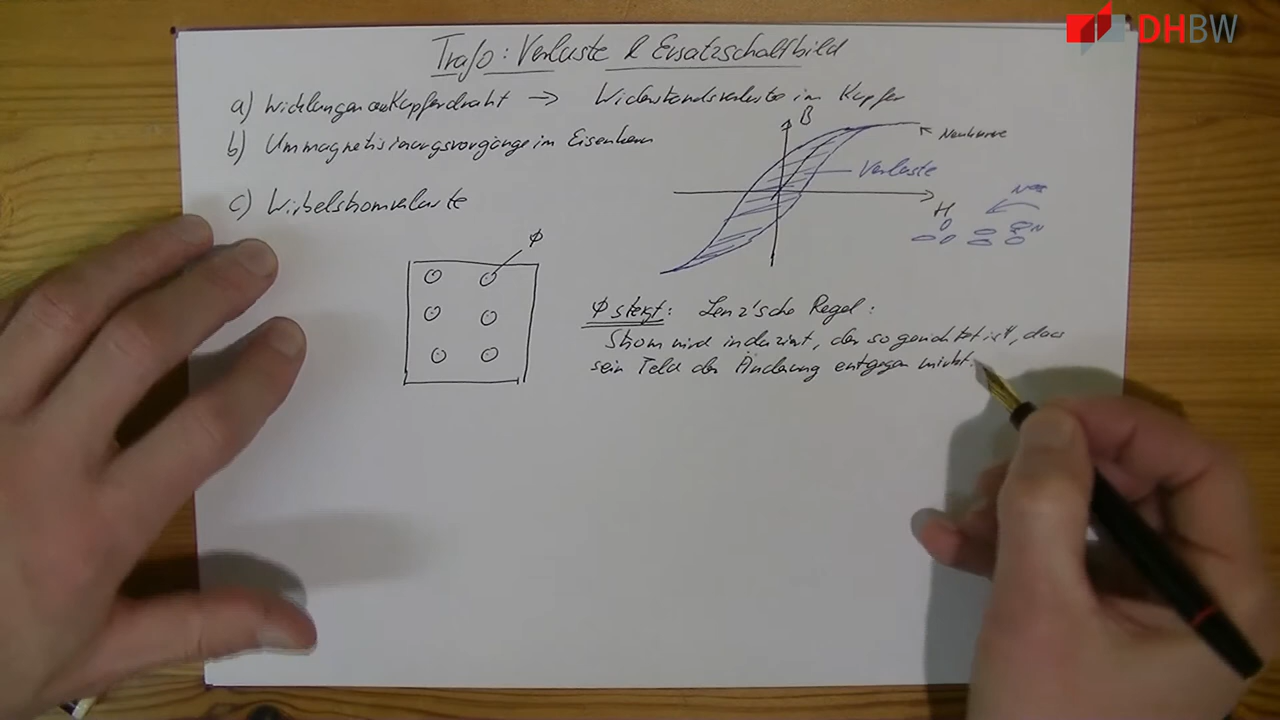 DHBW
Trafo: Verluste & Ersatzschaltbild
a) Wicklungen aus Kupferdraht → Widerstandsverluste im Kupfer
b) Ummagnetisierungsvorgänge im Eisenkern
B
Neukurve
Verluste
H
c) Wirbelstromverluste
N
ϕ
ϕ steigt: Lenz'sche Regel:
Strom wird induziert, der so gerichtet ist, dass
sein Feld der Änderung entgegen wirkt.